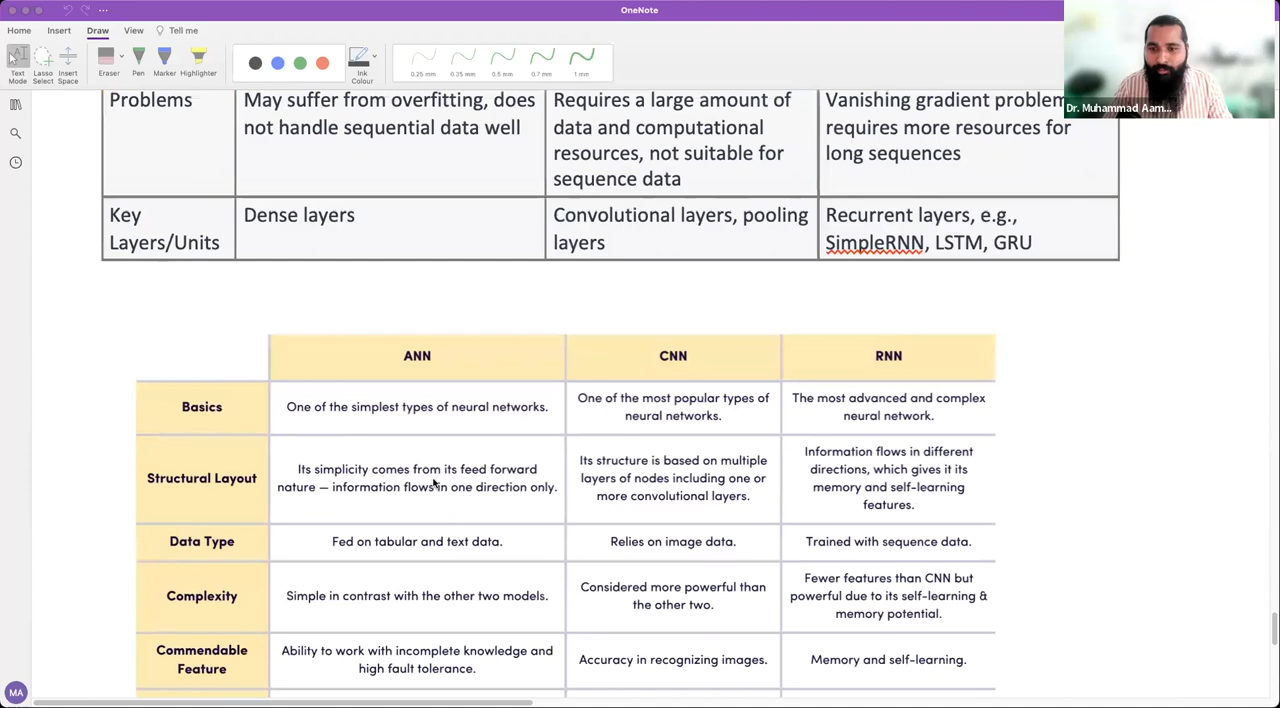 OneNote
Home Insert Draw View Tell me
Text Mode
Lasso Select
Insert Space
Eraser
Pen
Marker
Highlighter
Ink Colour
0.25 mm 0.35 mm 0.5 mm 0.7 mm 1 mm
Dr. Muhammad Aam...
Problems
May suffer from overfitting, does
not handle sequential data well
Requires a large amount of
data and computational
resources, not suitable for
sequence data
Vanishing gradient problem
requires more resources for
long sequences
Key
Layers/Units
Dense layers
Convolutional layers, pooling
layers
Recurrent layers, e.g.,
SimpleRNN, LSTM, GRU
ANN CNN RNN
Basics
One of the simplest types of neural networks.
One of the most popular types of
neural networks.
The most advanced and complex
neural network.
Structural Layout
Its simplicity comes from its feed forward
nature — information flows in one direction only.
Its structure is based on multiple
layers of nodes including one or
more convolutional layers.
Information flows in different
directions, which gives it its
memory and self-learning
features.
Data Type
Fed on tabular and text data.
Relies on image data.
Trained with sequence data.
Complexity
Simple in contrast with the other two models.
Considered more powerful than
the other two.
Fewer features than CNN but
powerful due to its self-learning &
memory potential.
Commendable
Feature
Ability to work with incomplete knowledge and
high fault tolerance.
Accuracy in recognizing images.
Memory and self-learning.
MA